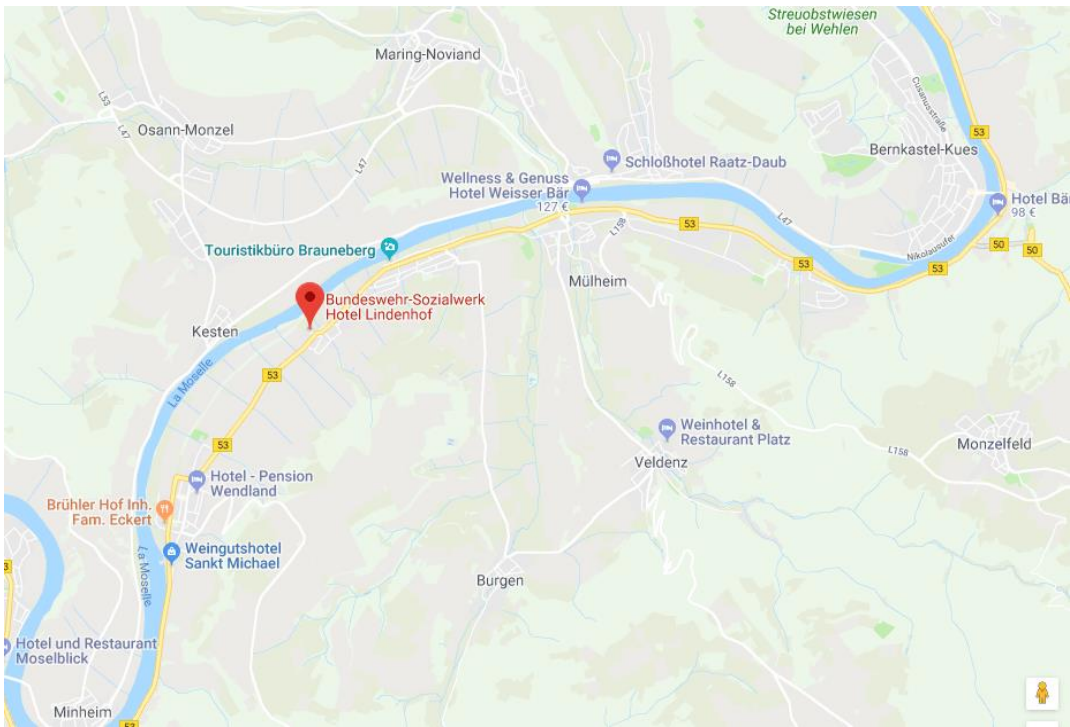 Streuobstwiesen
bei Wehlen
Maring-Noviand
L53
L47
Osann-Monzel
Cusanusstraße
53
Bernkastel-Kues
Schloßhotel Raatz-Daub
Wellness & Genuss
Hotel Weisser Bär
127 €
L47
L47
Hotel Bär
98 €
L158
53
Nikolausufer
50
50
Touristikbüro Brauneberg
53
53
Mülheim
Bundeswehr-Sozialwerk
Hotel Lindenhof
Kesten
La Moselle
53
L158
Weinhotel &
Restaurant Platz
53
Monzelfeld
L158
Veldenz
Hotel - Pension
Wendland
Brühler Hof Inh.
Fam. Eckert
Weingutshotel
Sankt Michael
La Moselle
Burgen
Hotel und Restaurant
Moselblick
Minheim
53